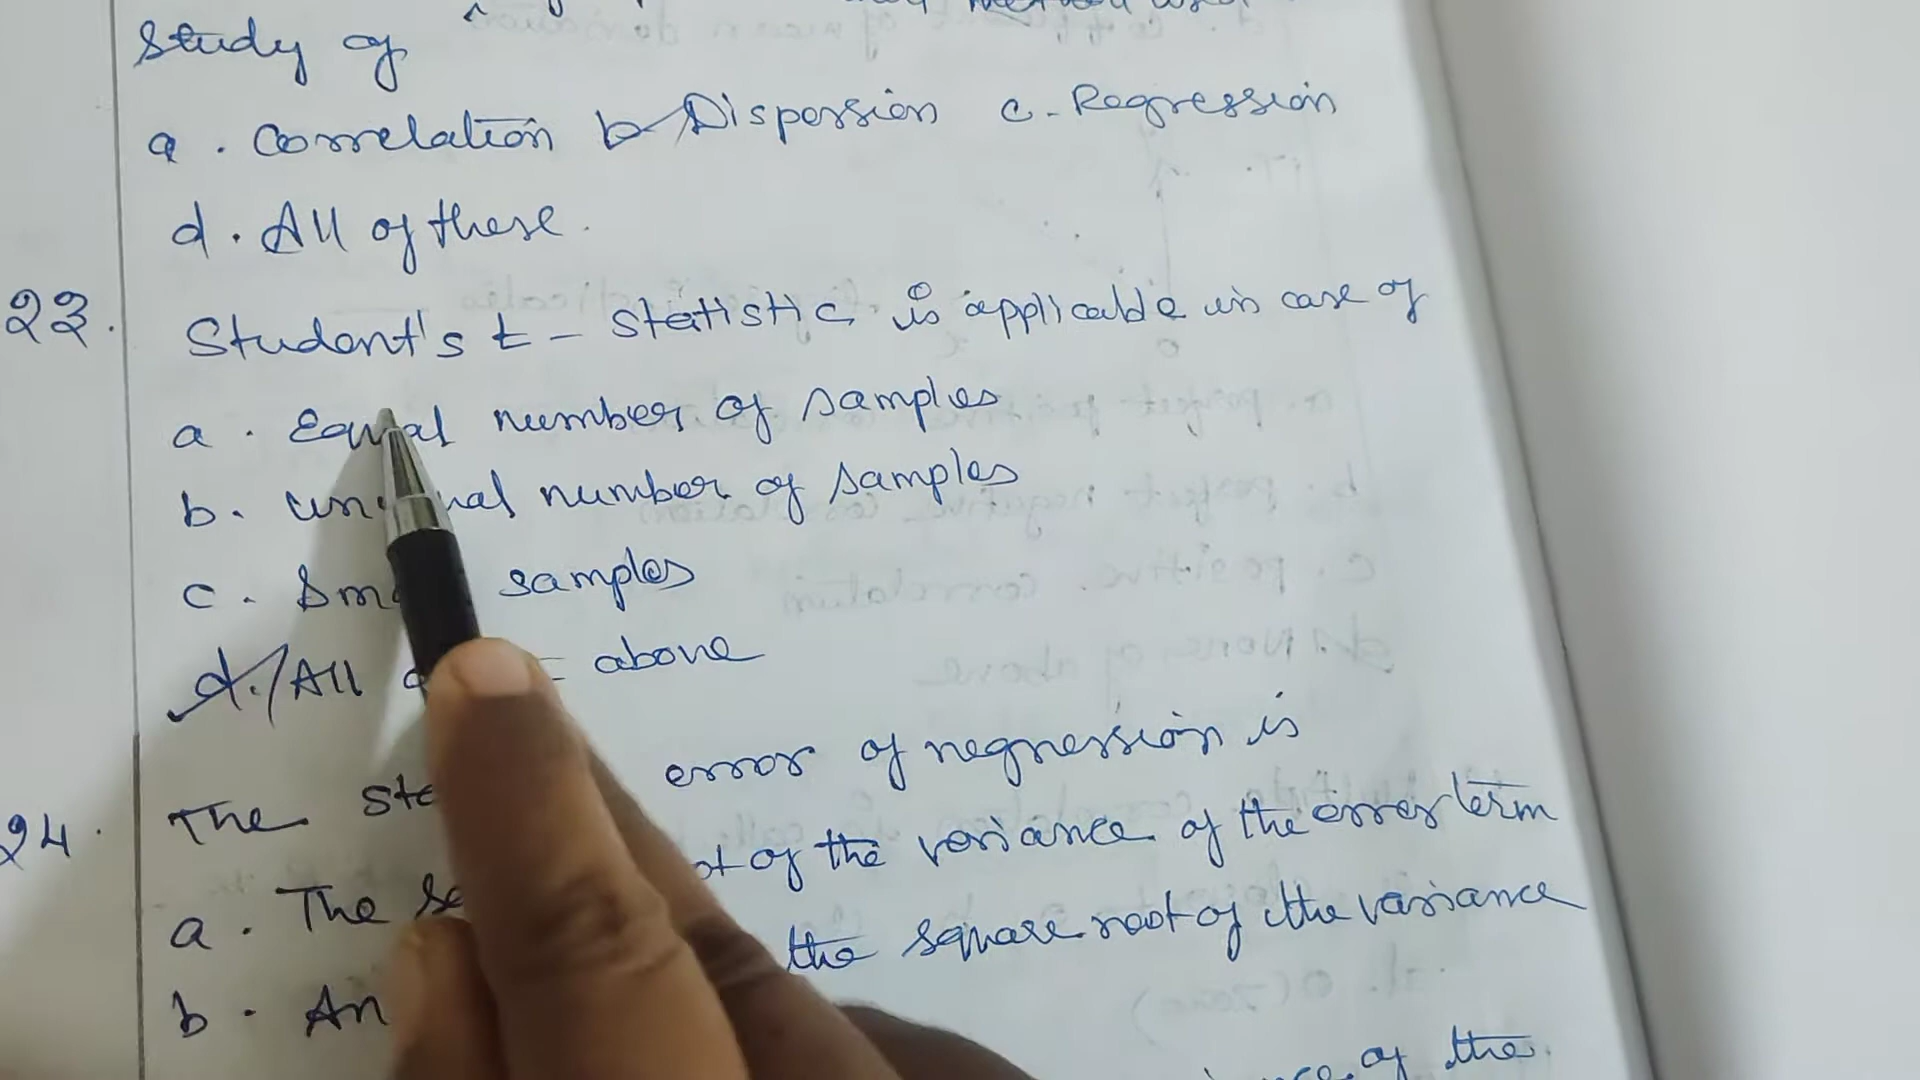 Study of
a. Correlation b Dispersion c. Regression
d. All of these.
23. Student's t - statistic is applicable in case of
a. Equal number of samples
b. number of samples
c. samples
d. All above
24. The error of regression is
a. The of the variance of the error term
b. An the square root of the variance
of the